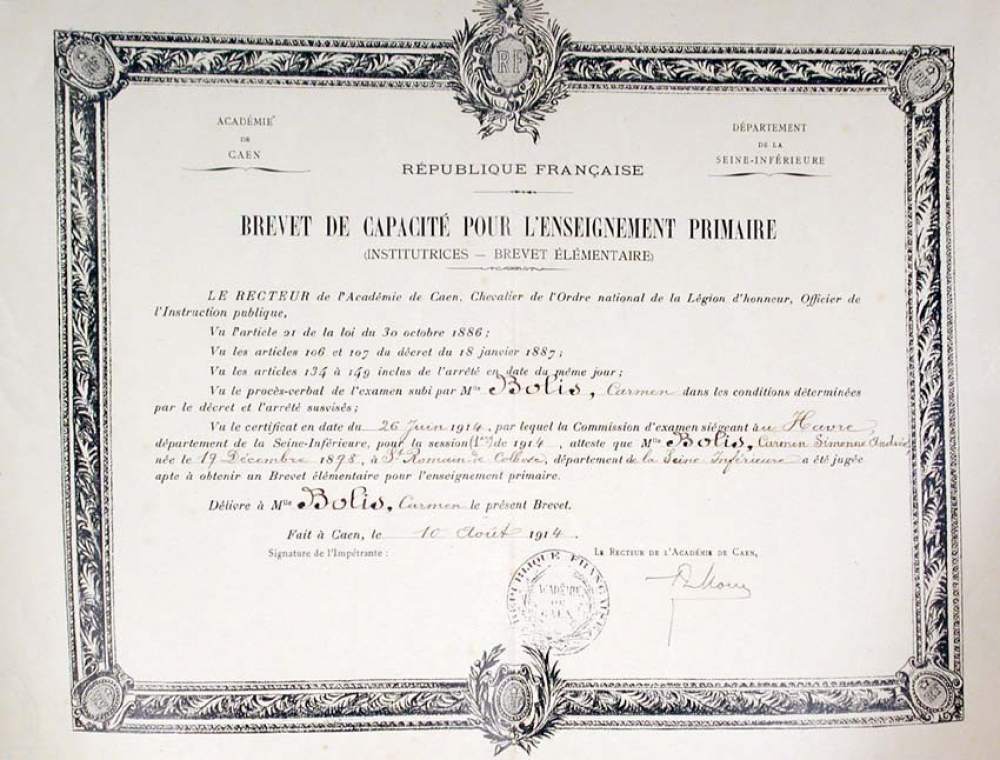 RF
ACADÉMIE
DE
CAEN
DÉPARTEMENT
DE LA
SEINE-INFÉRIEURE
RÉPUBLIQUE FRANÇAISE
BREVET DE CAPACITÉ POUR L'ENSEIGNEMENT PRIMAIRE
(INSTITUTRICES — BREVET ÉLÉMENTAIRE)
LE RECTEUR de l'Académie de Caen, Chevalier de l'Ordre national de la Légion d'honneur, Officier de
l'Instruction publique,
Vu l'article 21 de la loi du 30 octobre 1886;
Vu les articles 106 et 107 du décret du 18 janvier 1887;
Vu les articles 134 à 149 inclus de l'arrêté en date du même jour;
Vu le procès-verbal de l'examen subi par Mlle Bolis, Carmen dans les conditions déterminées
par le décret et l'arrêté susvisés;
Vu le certificat en date du 26 Juin 1914, par lequel la Commission d'examen siégeant au Havre,
département de la Seine-Inférieure, pour la session (1re) de 1914, atteste que Mlle Bolis, Carmen Simonne Andrée
née le 19 Décembre 1898, à St Romain-de Colbosc, département de la Seine Inférieure a été jugée
apte à obtenir un Brevet élémentaire pour l'enseignement primaire.
Délivré à Mlle Bolis, Carmen le présent Brevet.
Fait à Caen, le 10 Août 1914.
Signature de l'Impétrante :
LE RECTEUR DE L'ACADÉMIE DE CAEN,
RÉPUBLIQUE FRANÇAISE
ACADÉMIE
DE
CAEN